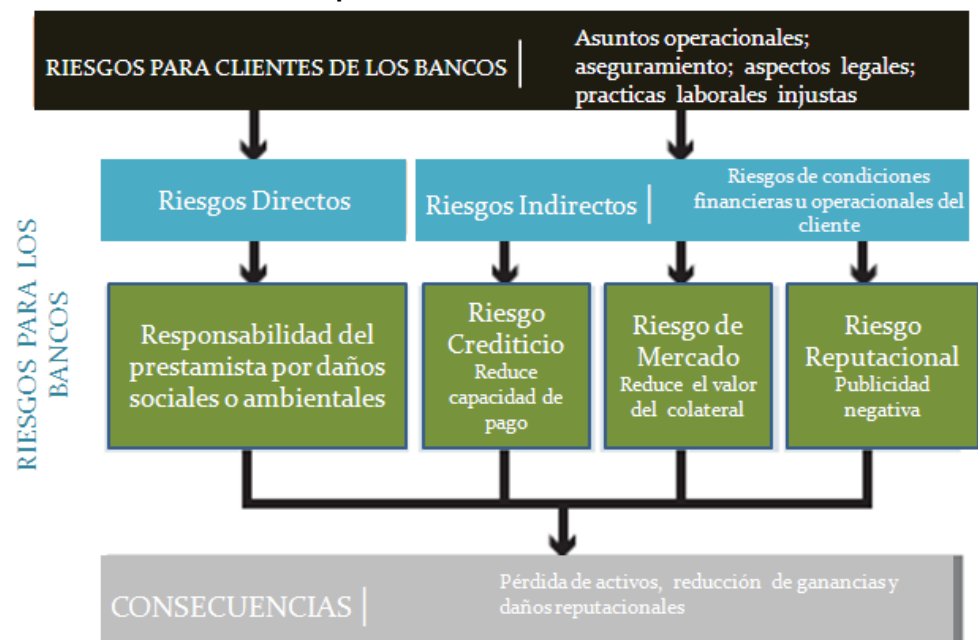 RIESGOS PARA CLIENTES DE LOS BANCOS
Asuntos operacionales;
aseguramiento; aspectos legales;
practicas laborales injustas
RIESGOS PARA LOS
BANCOS
Riesgos Directos
Riesgos Indirectos
Riesgos de condiciones
financieras u operacionales del
cliente
Responsabilidad del
prestamista por daños
sociales o ambientales
Riesgo
Crediticio
Reduce
capacidad de
pago
Riesgo de
Mercado
Reduce el valor
del colateral
Riesgo
Reputacional
Publicidad
negativa
CONSECUENCIAS
Pérdida de activos, reducción de ganancias y
daños reputacionales